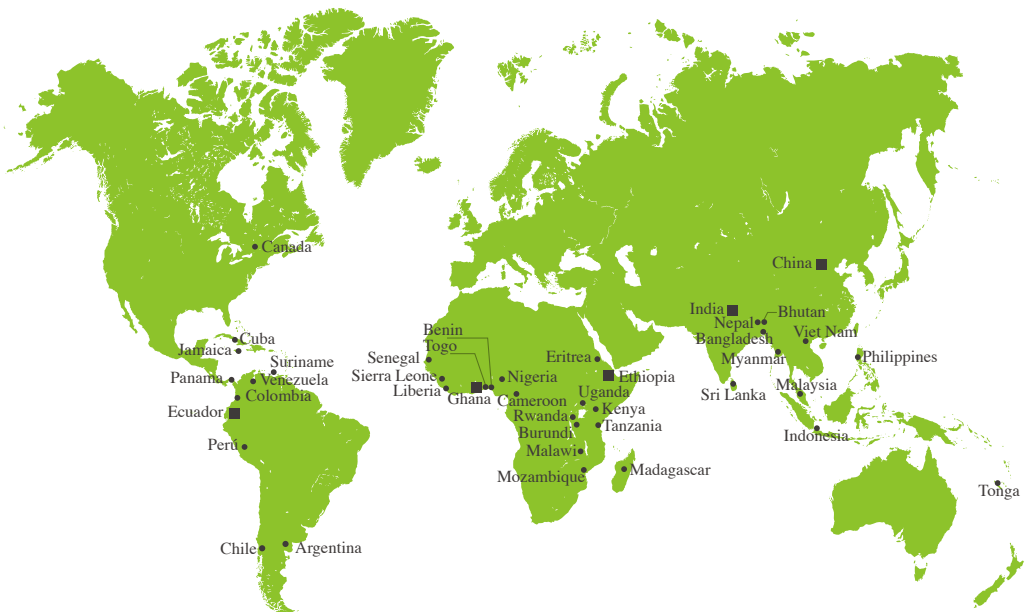 Canada
China
India
Bhutan
Nepal
Bangladesh
Viet Nam
Myanmar
Philippines
Cuba
Jamaica
Suriname
Panama
Venezuela
Colombia
Ecuador
Perú
Chile
Argentina
Benin
Togo
Senegal
Sierra Leone
Liberia
Ghana
Nigeria
Cameroon
Eritrea
Ethiopia
Uganda
Kenya
Rwanda
Tanzania
Burundi
Malawi
Mozambique
Madagascar
Sri Lanka
Malaysia
Indonesia
Tonga